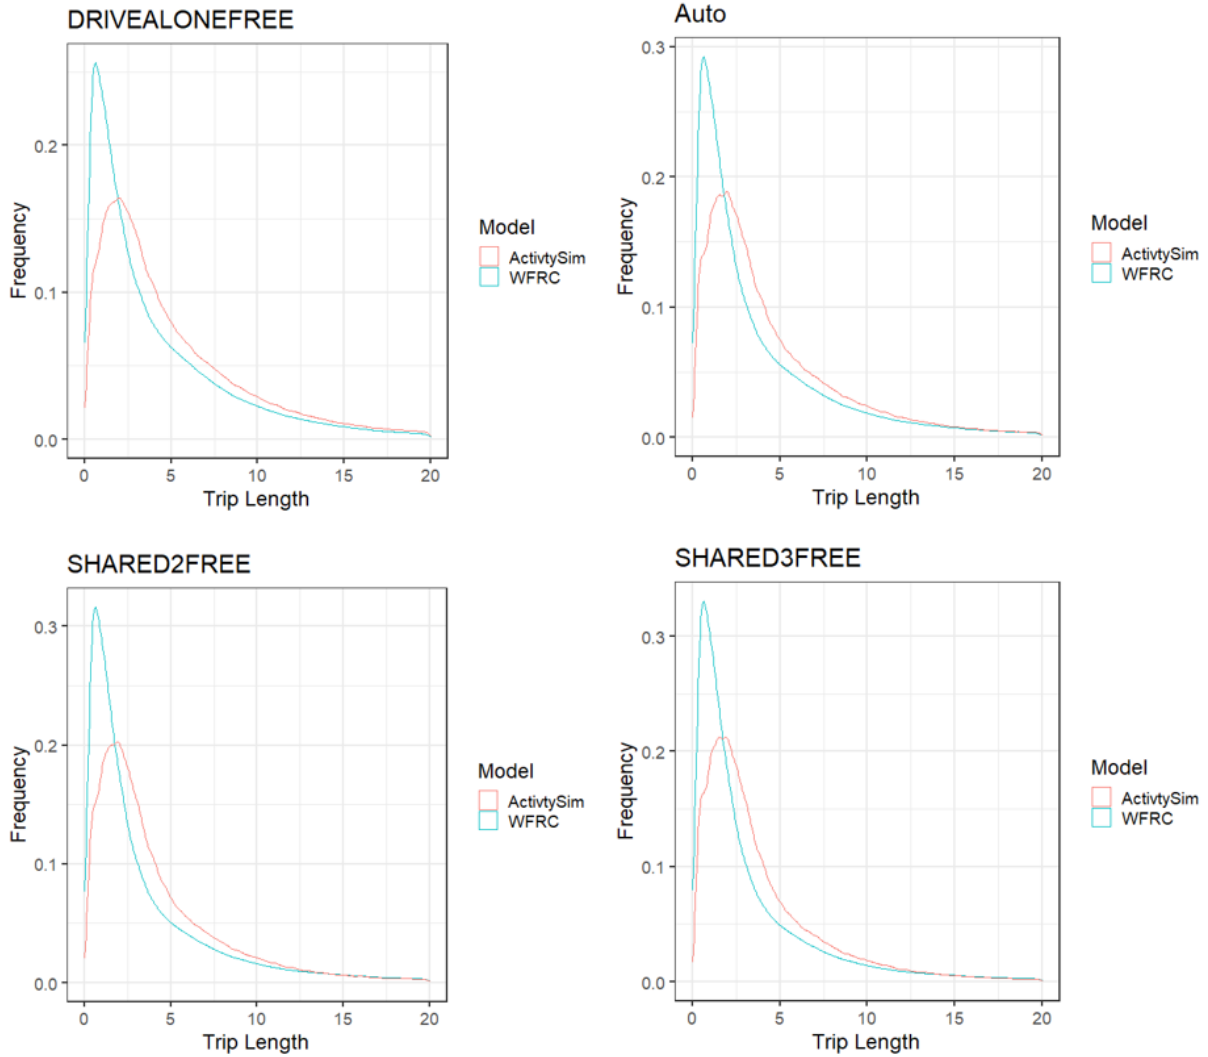 DRIVEALONEFREE
0.2
0.1
0.0
Frequency
0
5
10
15
20
Trip Length
Model
ActivtySim
WFRC
Auto
0.3
0.2
0.1
0.0
Frequency
0
5
10
15
20
Trip Length
Model
ActivtySim
WFRC
SHARED2FREE
0.3
0.2
0.1
0.0
Frequency
0
5
10
15
20
Trip Length
Model
ActivtySim
WFRC
SHARED3FREE
0.3
0.2
0.1
0.0
Frequency
0
5
10
15
20
Trip Length
Model
ActivtySim
WFRC